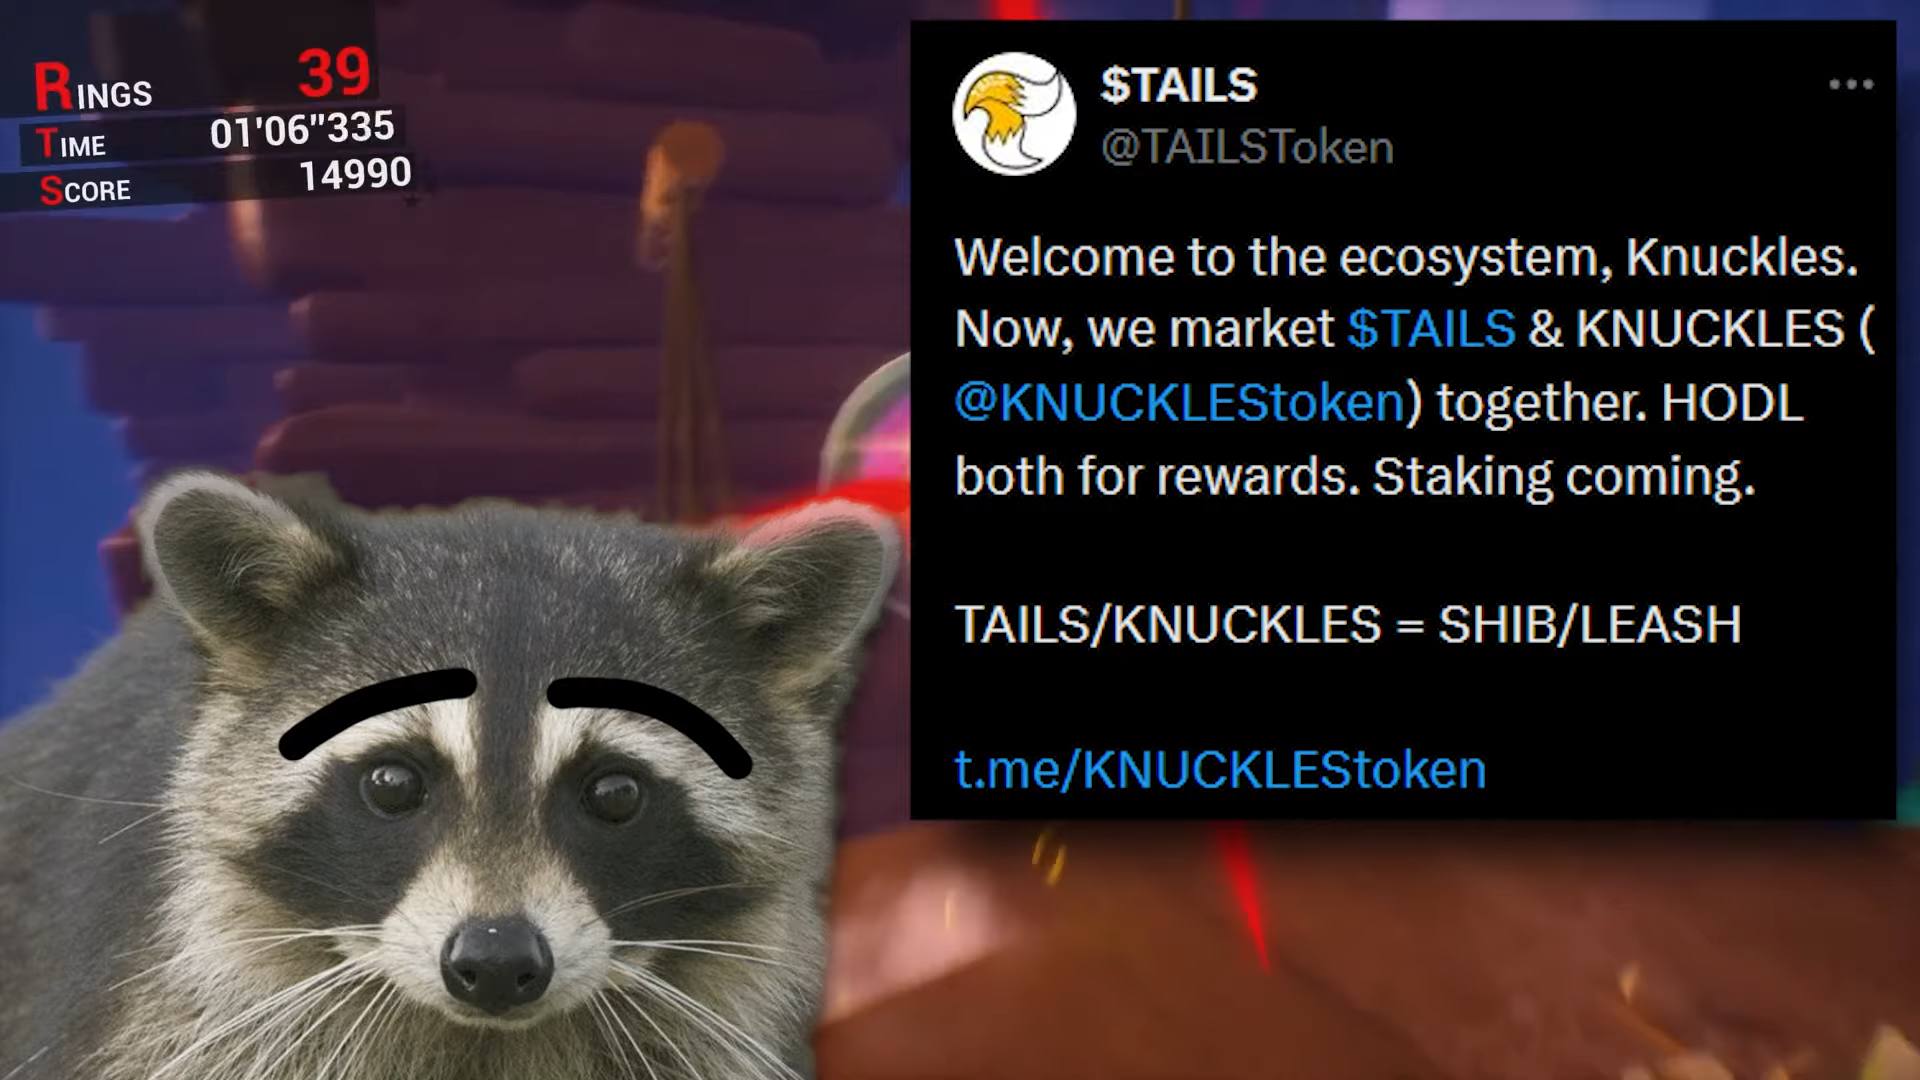 RINGS 39
TIME 01'06"335
SCORE 14990
$TAILS
@TAILSToken
Welcome to the ecosystem, Knuckles.
Now, we market $TAILS & KNUCKLES (
@KNUCKLEStoken) together. HODL
both for rewards. Staking coming.
TAILS/KNUCKLES = SHIB/LEASH
t.me/KNUCKLEStoken